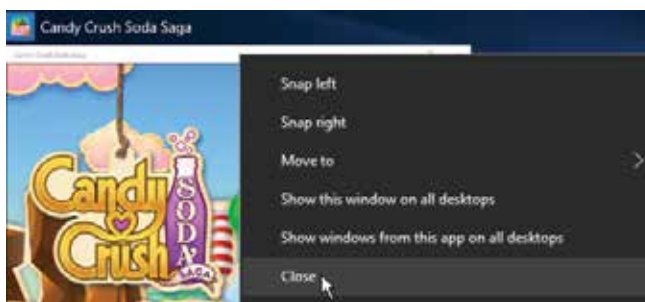 Candy Crush Soda Saga
Snap left
Snap right
Move to
Show this window on all desktops
Show windows from this app on all desktops
Close
Candy
Crush
SODA
SAGA